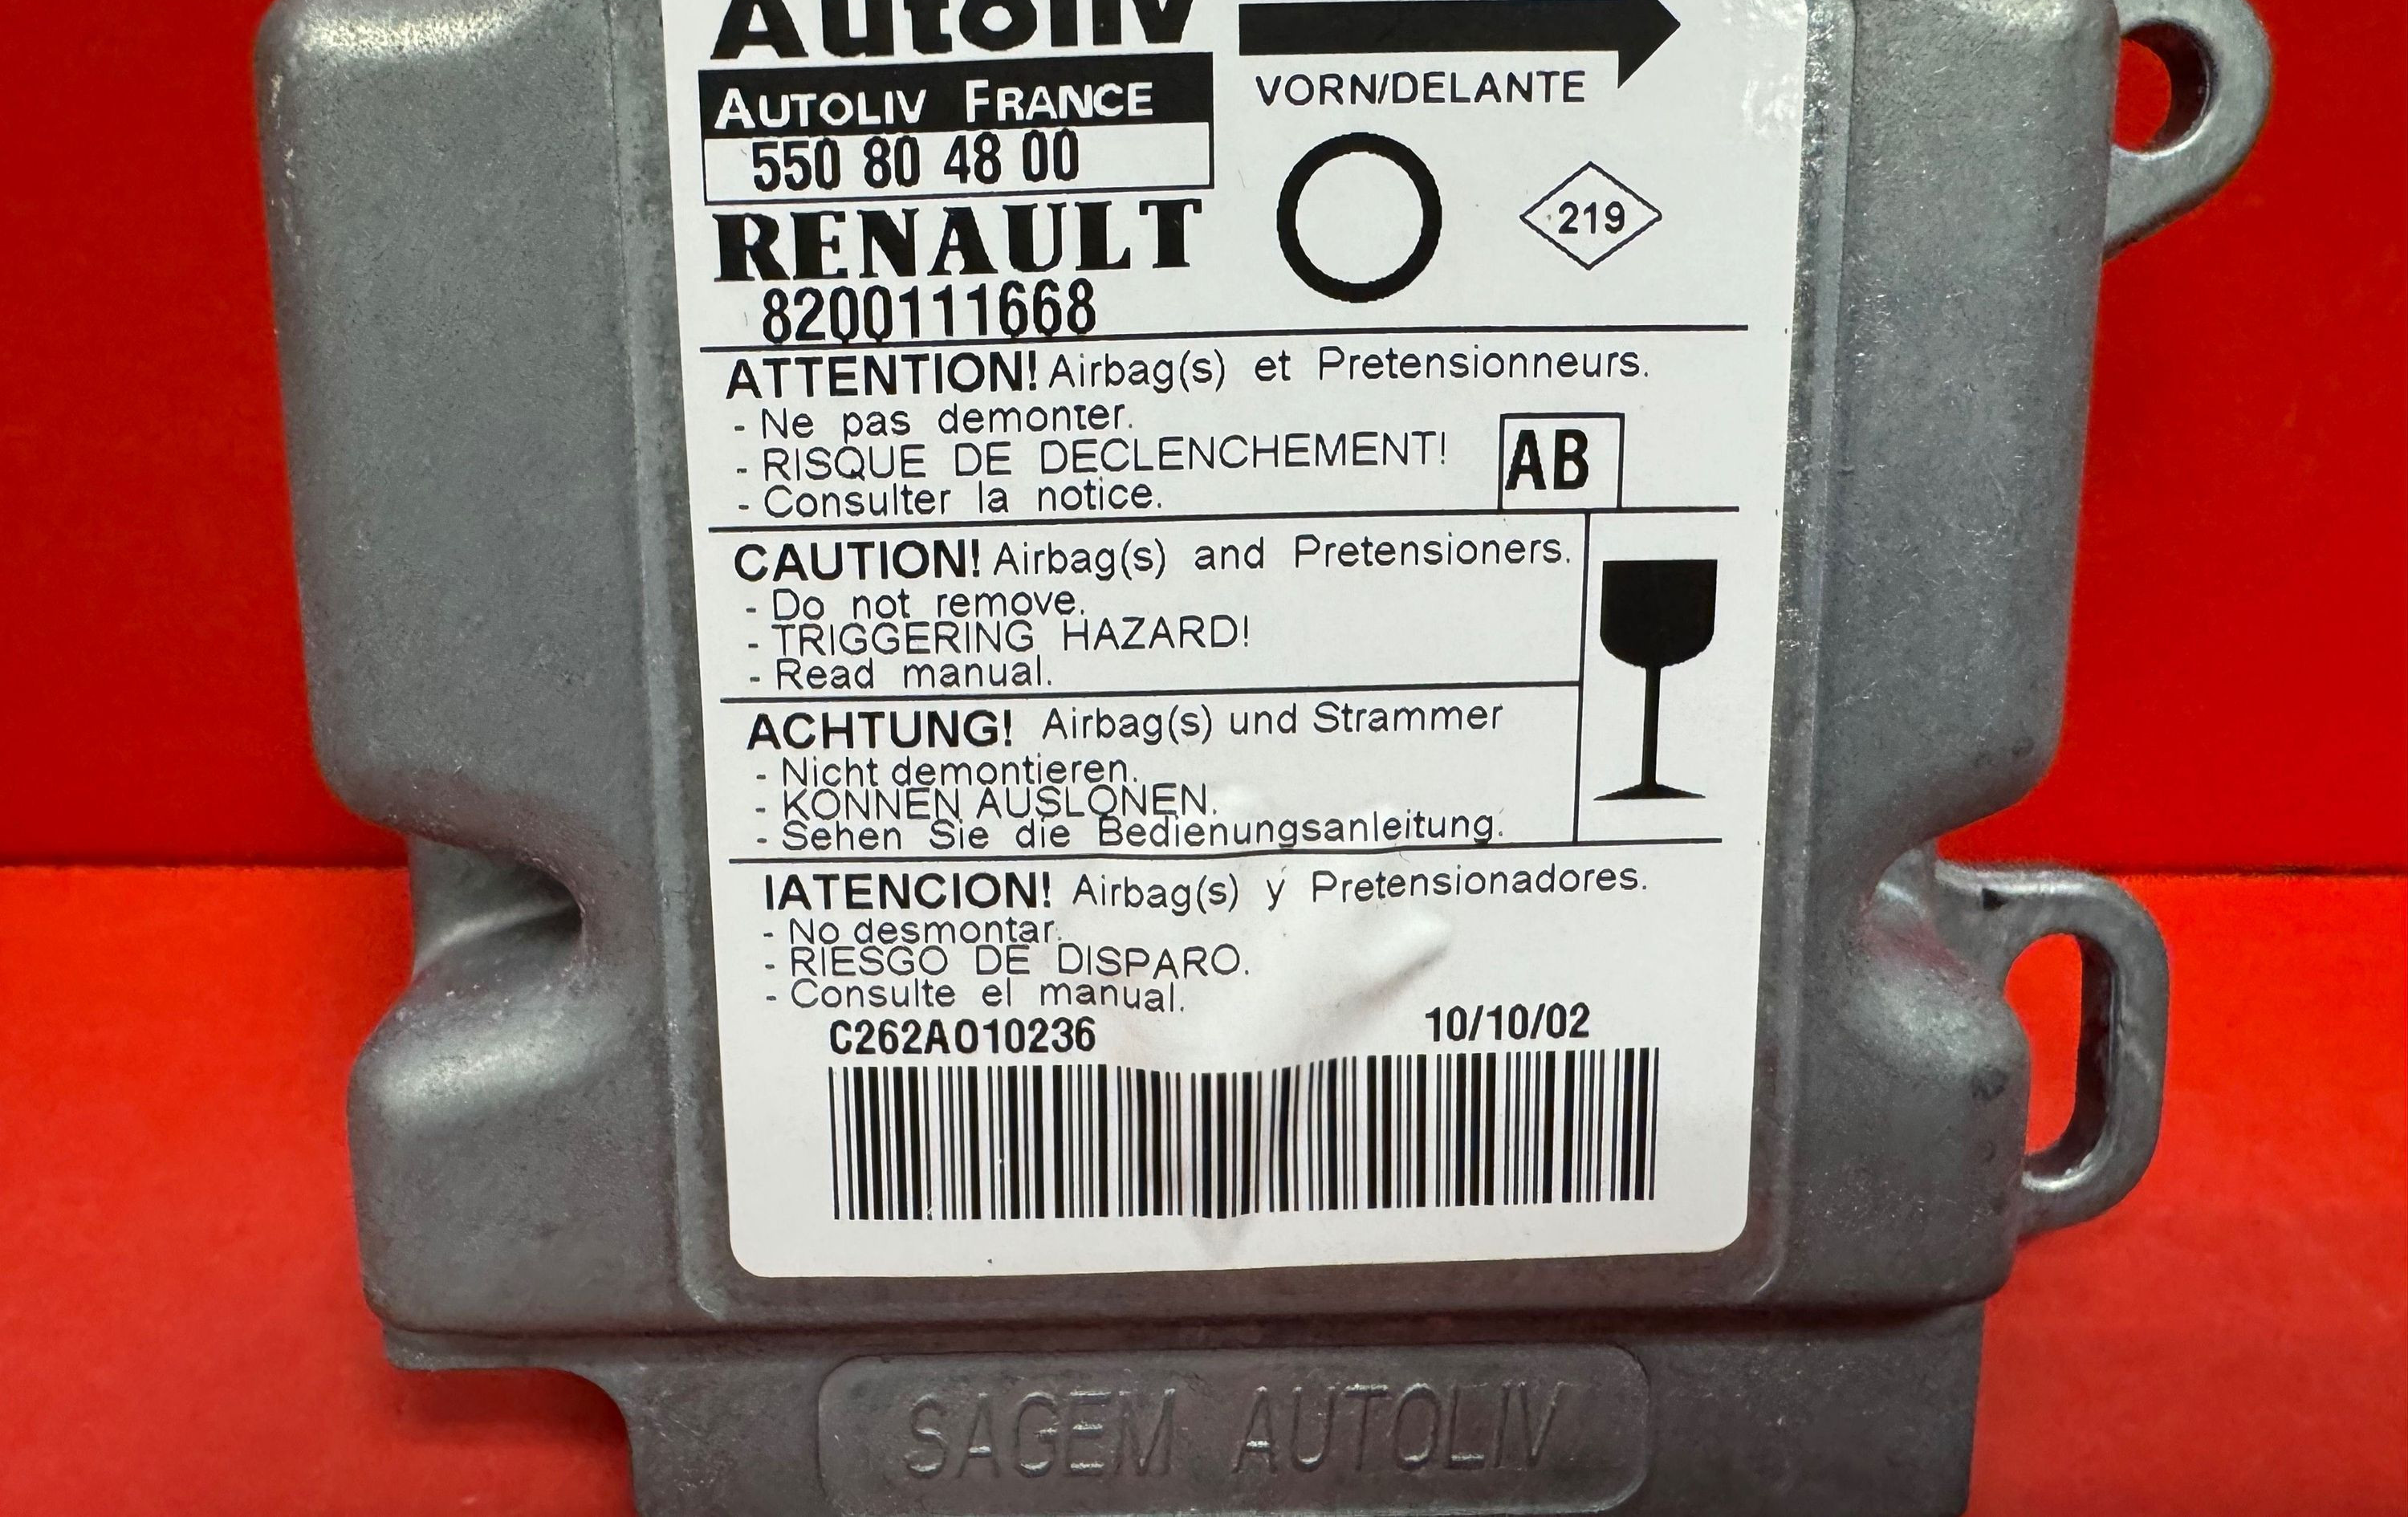 Autoliv
AUTOLIV FRANCE
VORN/DELANTE
550 80 48 00
219
RENAULT
8200111668
ATTENTION! Airbag(s) et Pretensionneurs.
- Ne pas demonter.
- RISQUE DE DECLENCHEMENT!
- Consulter la notice.
AB
CAUTION! Airbag(s) and Pretensioners.
- Do not remove.
- TRIGGERING HAZARD!
- Read manual.
ACHTUNG! Airbag(s) und Strammer
- Nicht demontieren.
- KONNEN AUSLONEN.
- Sehen Sie die Bedienungsanleitung.
IATENCION! Airbag(s) y Pretensionadores.
- No desmontar.
- RIESGO DE DISPARO.
- Consulte el manual.
C262A010236 10/10/02
SAGEM AUTOLIV